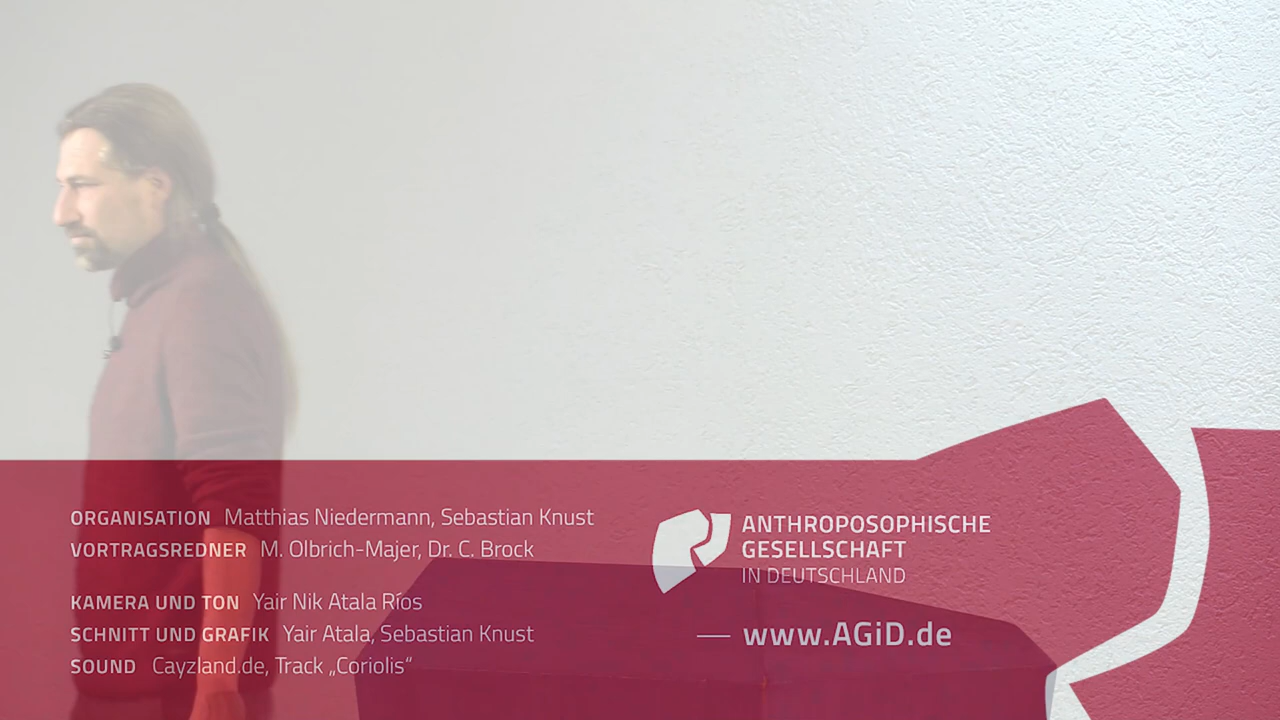 ORGANISATION Matthias Niedermann, Sebastian Knust
VORTRAGSREDNER M. Olbrich-Majer, Dr. C. Brock
KAMERA UND TON Yair Nik Atala Ríos
SCHNITT UND GRAFIK Yair Atala, Sebastian Knust
SOUND Cayzland.de, Track „Coriolis“
ANTHROPOSOPHISCHE
GESELLSCHAFT
IN DEUTSCHLAND
— www.AGiD.de